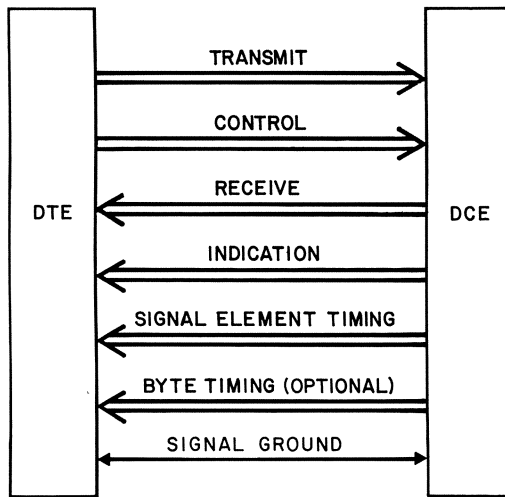 TRANSMIT
CONTROL
RECEIVE
DTE
DCE
INDICATION
SIGNAL ELEMENT TIMING
BYTE TIMING (OPTIONAL)
SIGNAL GROUND